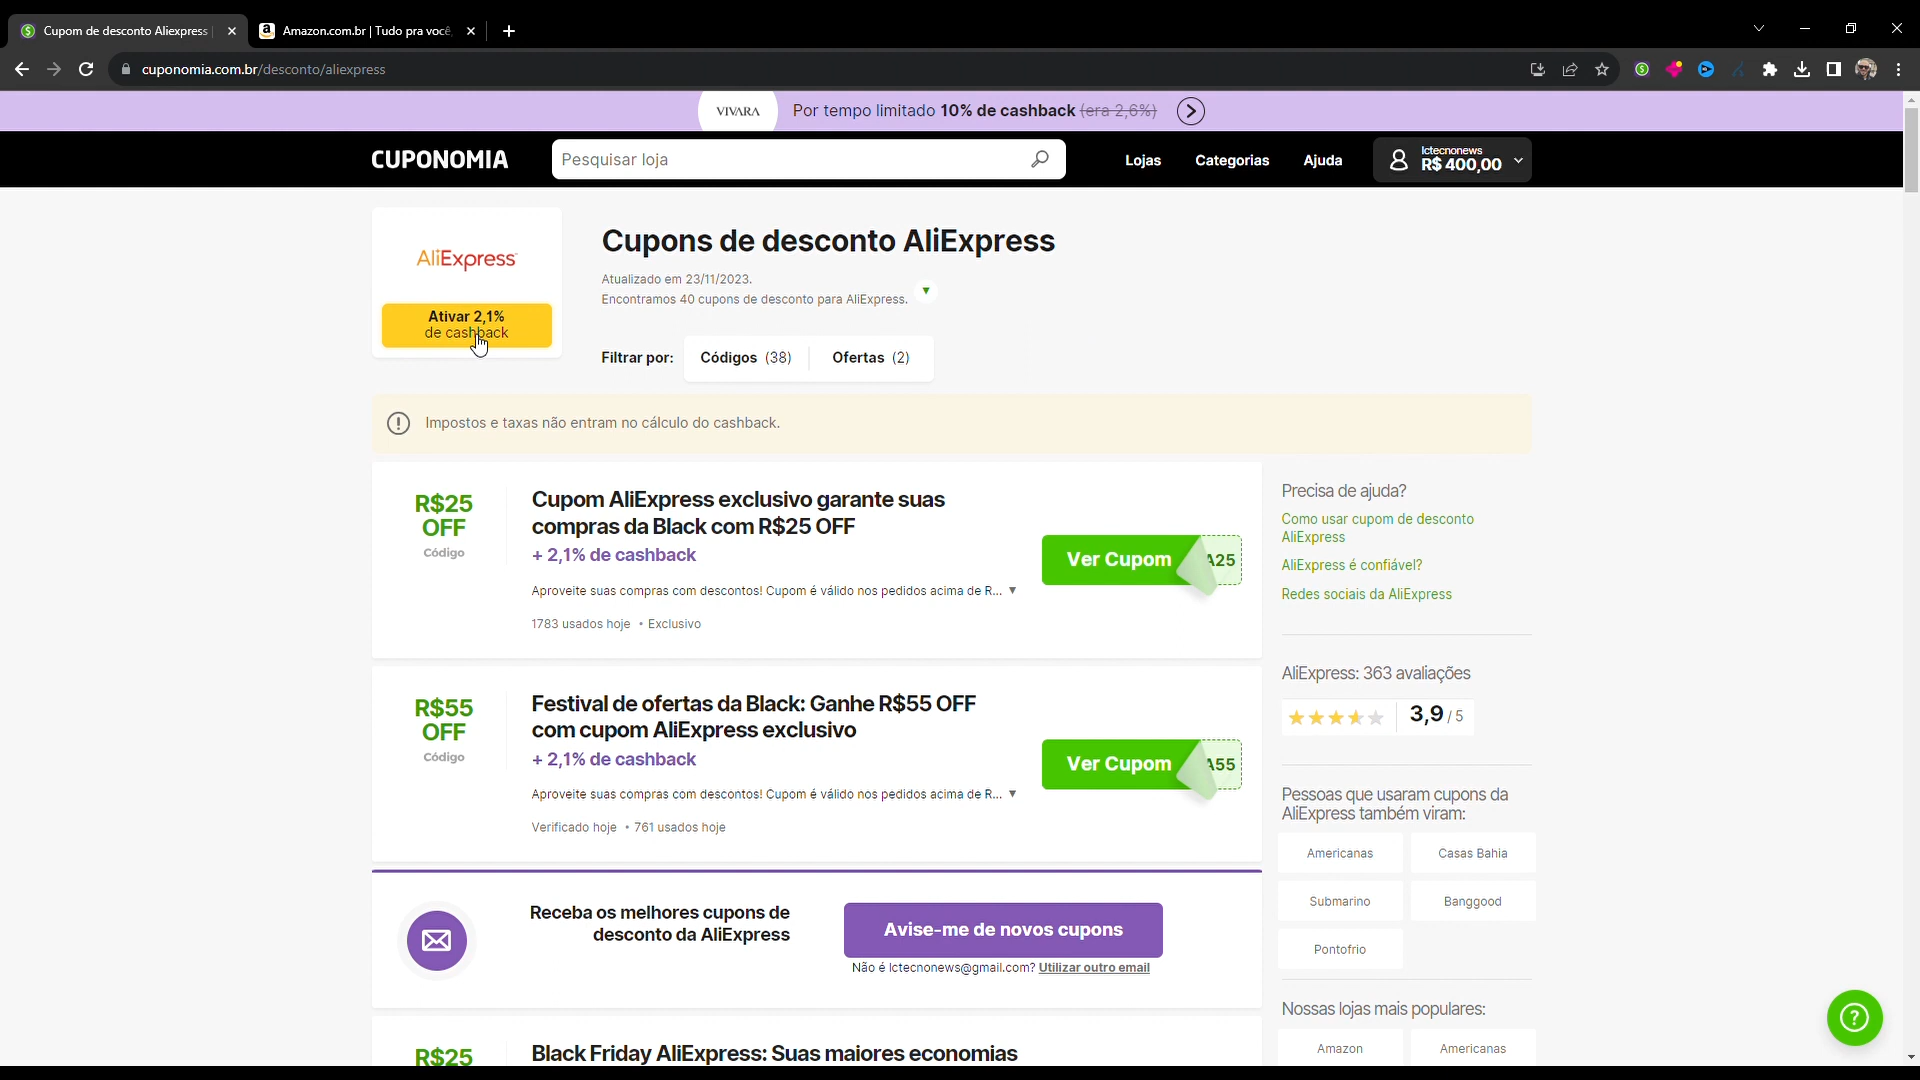 Cupom de desconto Aliexpress
Amazon.com.br | Tudo pra você
cuponomia.com.br/desconto/aliexpress
VIVARA
Por tempo limitado 10% de cashback (era 2,6%)
CUPONOMIA
Pesquisar loja
Lojas
Categorias
Ajuda
lctecnonews
R$ 400,00
AliExpress
Ativar 2,1%
de cashback
Cupons de desconto AliExpress
Atualizado em 23/11/2023.
Encontramos 40 cupons de desconto para AliExpress.
Filtrar por:
Códigos (38)
Ofertas (2)
Impostos e taxas não entram no cálculo do cashback.
R$25
OFF
Código
Cupom AliExpress exclusivo garante suas
compras da Black com R$25 OFF
+ 2,1% de cashback
Aproveite suas compras com descontos! Cupom é válido nos pedidos acima de R...
1783 usados hoje • Exclusivo
Ver Cupom
A25
R$55
OFF
Código
Festival de ofertas da Black: Ganhe R$55 OFF
com cupom AliExpress exclusivo
+ 2,1% de cashback
Aproveite suas compras com descontos! Cupom é válido nos pedidos acima de R...
Verificado hoje • 761 usados hoje
Ver Cupom
A55
Receba os melhores cupons de
desconto da AliExpress
Avise-me de novos cupons
Não é lctecnonews@gmail.com? Utilizar outro email
R$25
Black Friday AliExpress: Suas maiores economias
Precisa de ajuda?
Como usar cupom de desconto
AliExpress
AliExpress é confiável?
Redes sociais da AliExpress
AliExpress: 363 avaliações
3,9 / 5
Pessoas que usaram cupons da
AliExpress também viram:
Americanas
Casas Bahia
Submarino
Banggood
Pontofrio
Nossas lojas mais populares:
Amazon
Americanas